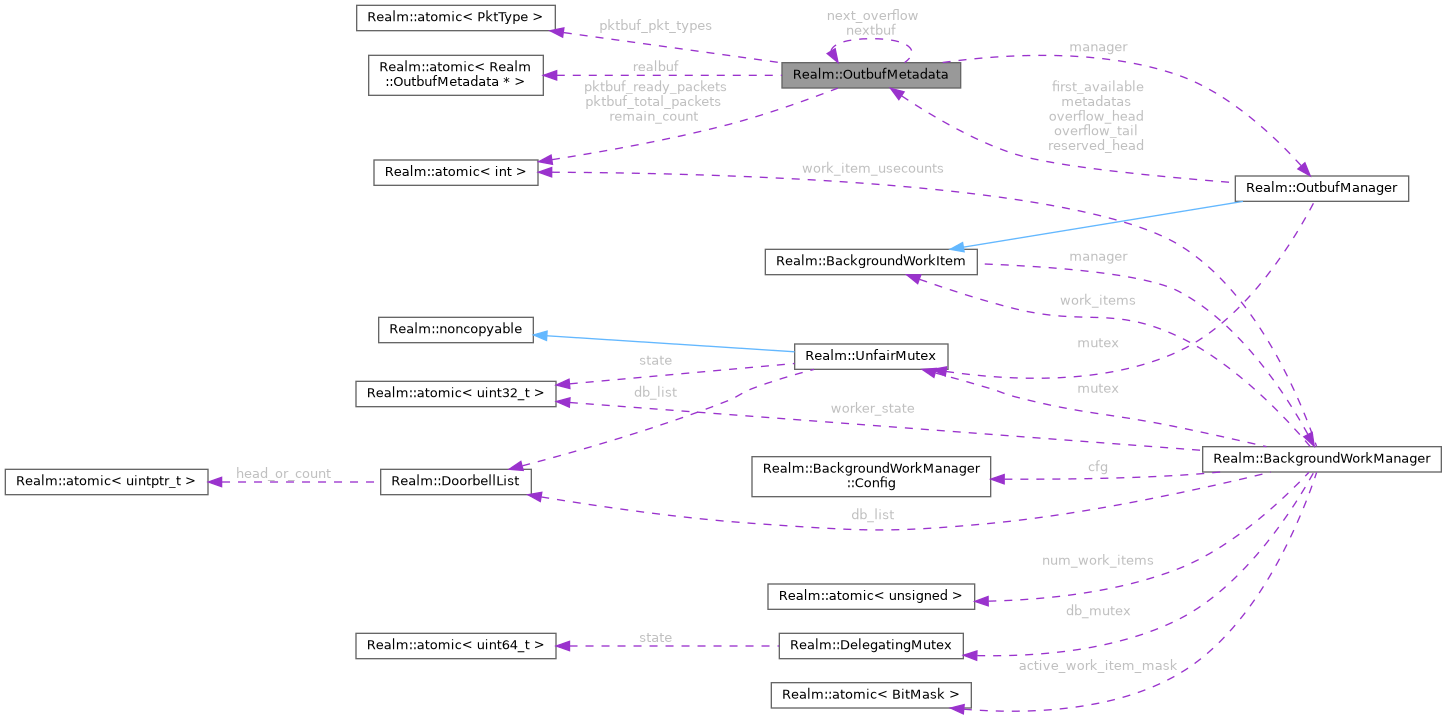 Realm::atomic< PktType >
pktbuf_pkt_types
next_overflow
nextbuf
manager
Realm::atomic< Realm
::OutbufMetadata * >
realbuf
Realm::OutbufMetadata
pktbuf_ready_packets
pktbuf_total_packets
remain_count
first_available
metadatas
overflow_head
overflow_tail
reserved_head
Realm::atomic< int >
work_item_usecounts
Realm::OutbufManager
Realm::BackgroundWorkItem
manager
work_items
Realm::noncopyable
Realm::UnfairMutex
mutex
state
Realm::atomic< uint32_t >
db_list
mutex
worker_state
Realm::BackgroundWorkManager
Realm::BackgroundWorkManager
::Config
cfg
Realm::atomic< uintptr_t >
head_or_count
Realm::DoorbellList
db_list
num_work_items
Realm::atomic< unsigned >
db_mutex
Realm::atomic< uint64_t >
state
Realm::DelegatingMutex
active_work_item_mask
Realm::atomic< BitMask >